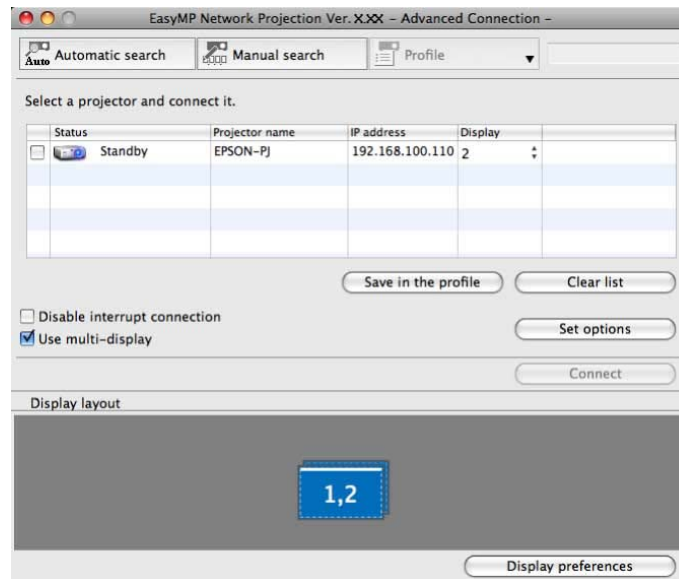 EasyMP Network Projection Ver. X.XX – Advanced Connection –
Auto Automatic search Manual search Profile
Select a projector and connect it.
Status Projector name IP address Display
Standby EPSON-PJ 192.168.100.110 2
Save in the profile Clear list
Disable interrupt connection
Set options
Use multi-display
Connect
Display layout
1,2
Display preferences